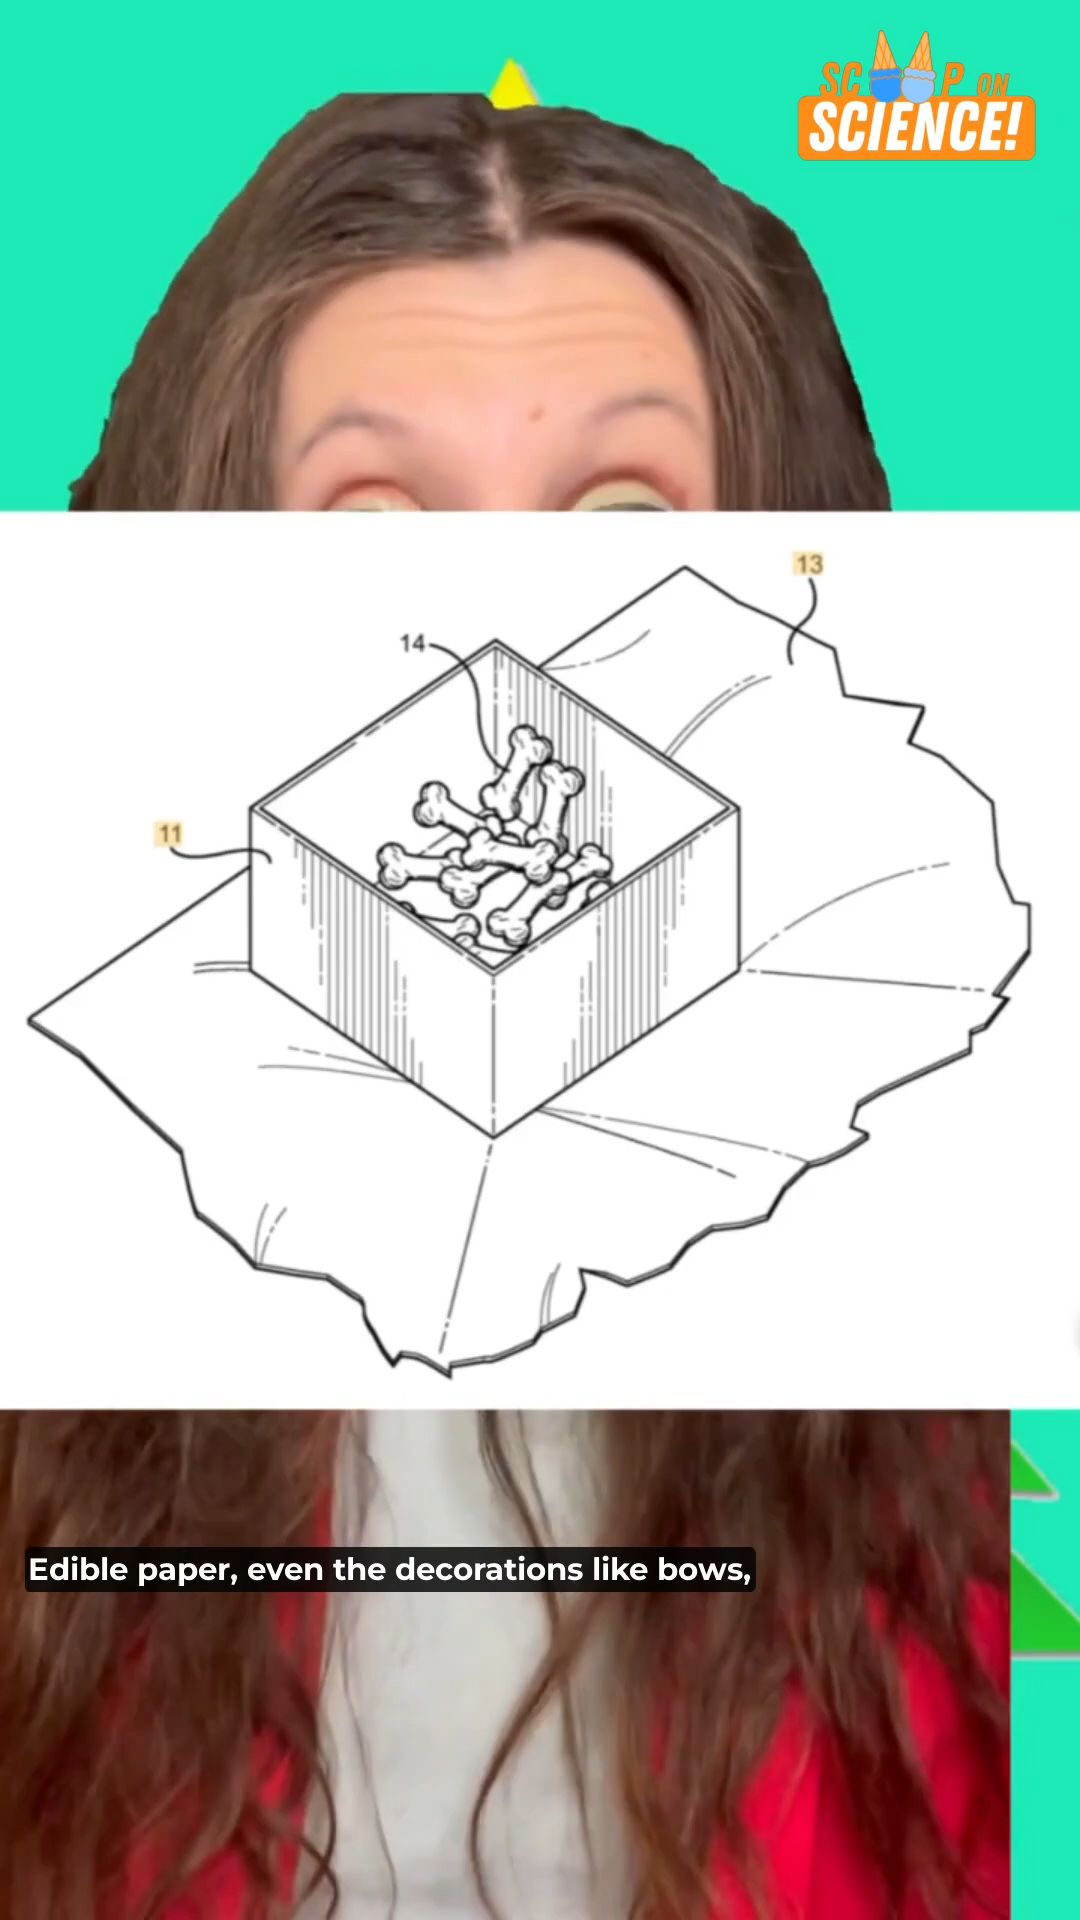 SCOOP ON
SCIENCE!
13
14
11
Edible paper, even the decorations like bows,